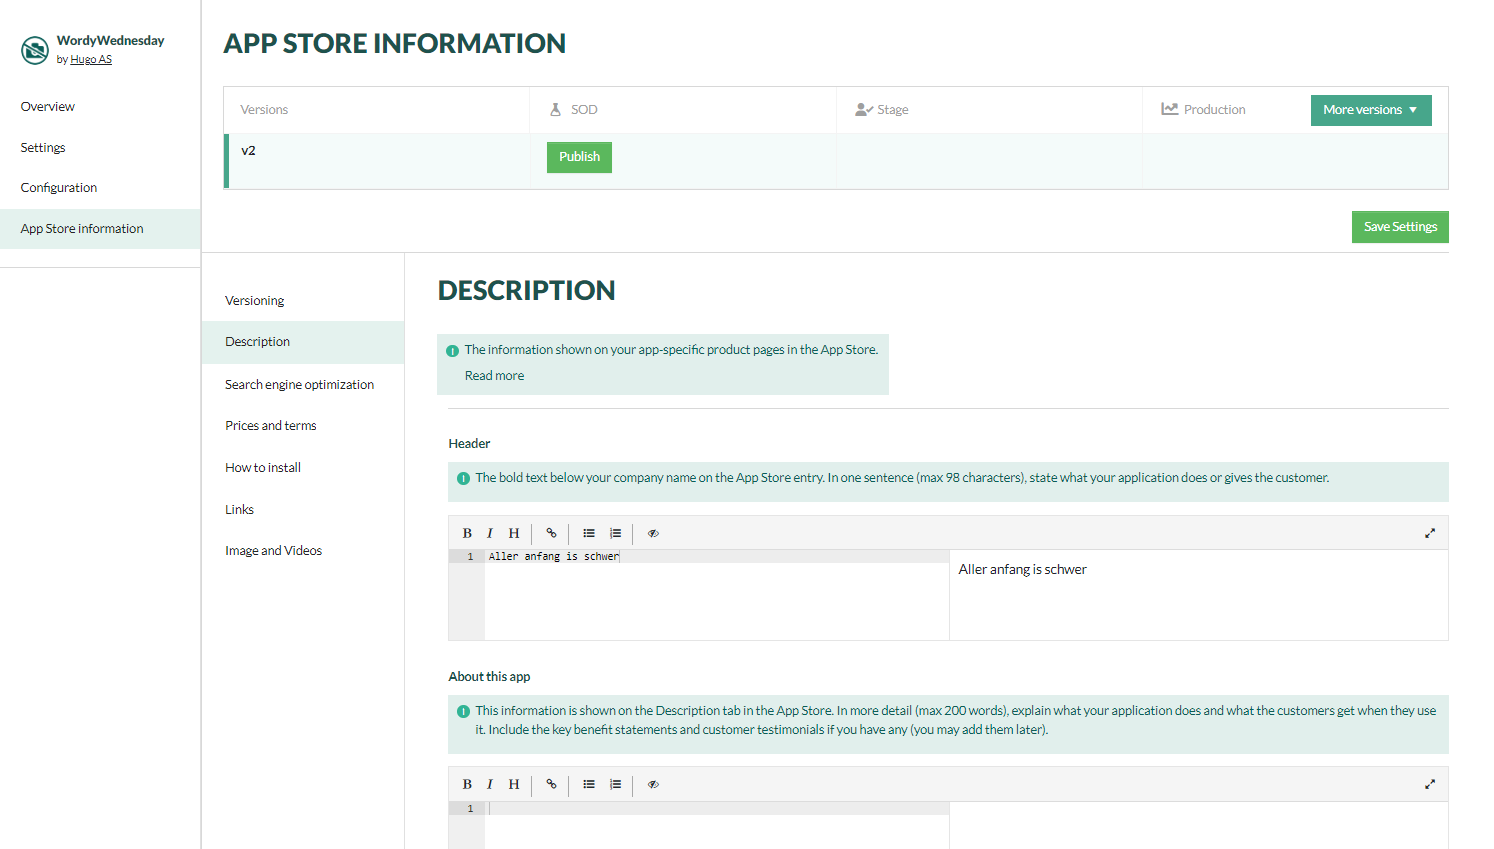 WordyWednesday
by Hugo AS
Overview
Settings
Configuration
App Store information
APP STORE INFORMATION
Versions SOD Stage Production More versions
v2 Publish
Save Settings
Versioning
Description
Search engine optimization
Prices and terms
How to install
Links
Image and Videos
DESCRIPTION
The information shown on your app-specific product pages in the App Store.
Read more
Header
The bold text below your company name on the App Store entry. In one sentence (max 98 characters), state what your application does or gives the customer.
B I H
1 Aller anfang is schwer
Aller anfang is schwer
About this app
This information is shown on the Description tab in the App Store. In more detail (max 200 words), explain what your application does and what the customers get when they use
it. Include the key benefit statements and customer testimonials if you have any (you may add them later).
B I H
1